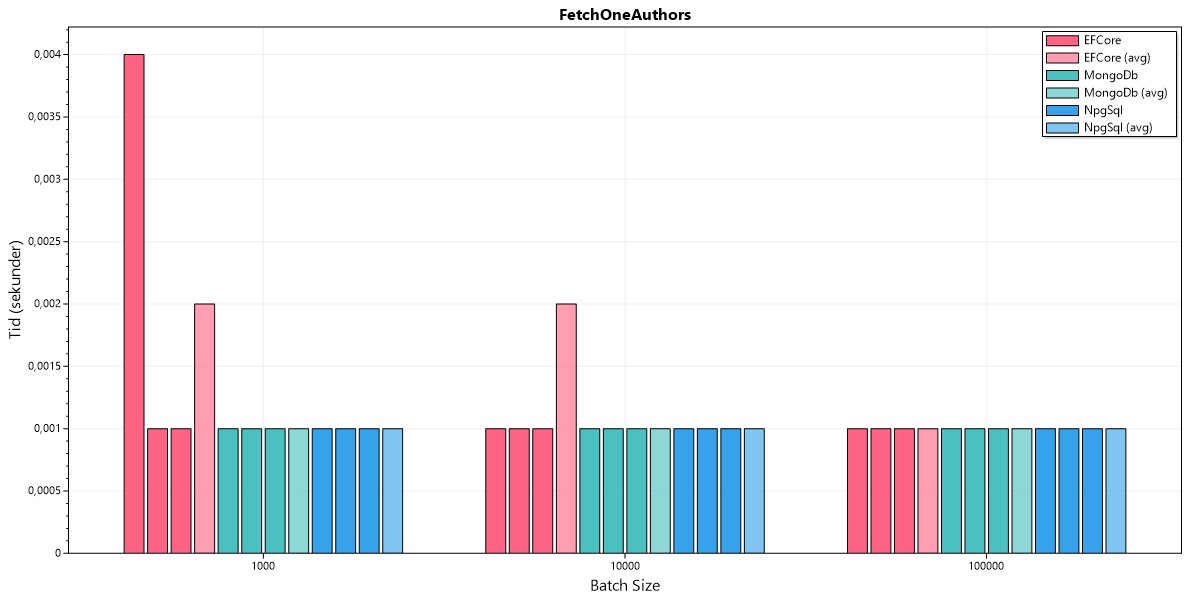 FetchOneAuthors
EFCore
EFCore (avg)
MongoDb
MongoDb (avg)
NpgSql
NpgSql (avg)
Tid (sekunder)
0,004
0,0035
0,003
0,0025
0,002
0,0015
0,001
0,0005
0
1000
10000
100000
Batch Size